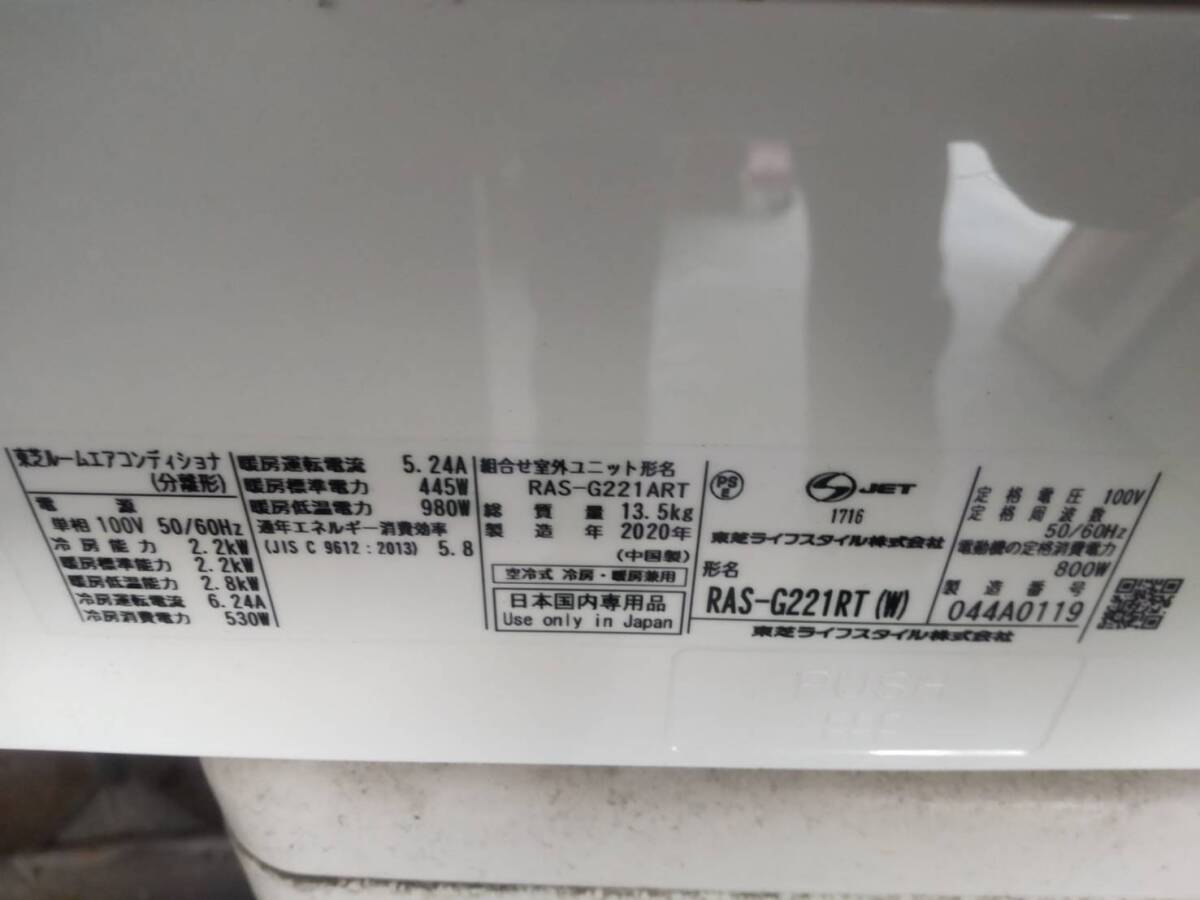 東芝ルームエアコンディショナ
(分離形)
電源
単相 100V 50/60Hz
冷房能力 2.2kW
暖房標準能力 2.2kW
暖房低温能力 2.8kW
冷房運転電流 6.24A
冷房消費電力 530W
暖房運転電流 5.24A
暖房標準電力 445W
暖房低温電力 980W
通年エネルギー消費効率
(JIS C 9612:2013) 5.8
組合せ室外ユニット形名
RAS-G221ART
総質量 13.5kg
製造年 2020年
(中国製)
空冷式 冷房・暖房兼用
日本国内専用品
Use only in Japan
PS
E
JET
1716
東芝ライフスタイル株式会社
形名
RAS-G221RT(W)
定格電圧 100V
定格周波数
50/60Hz
電動機の定格消費電力
800W
製造番号
044A0119
東芝ライフスタイル株式会社
PUSH